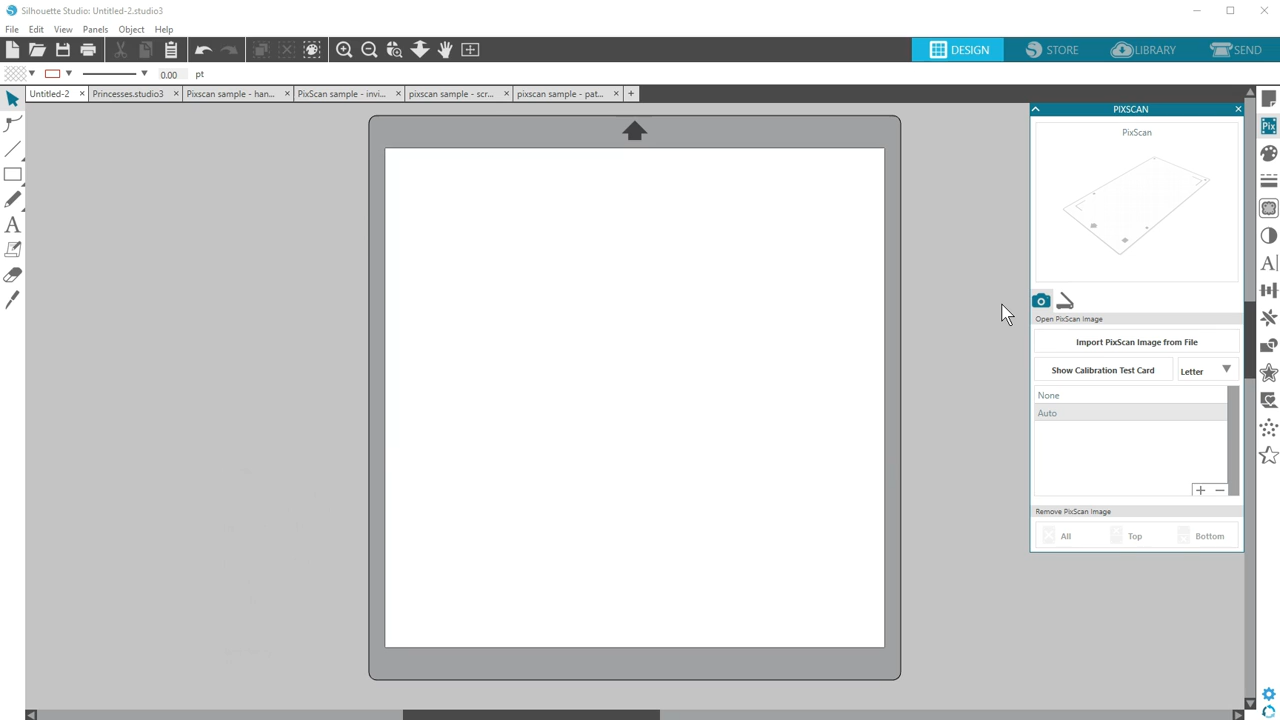 Silhouette Studio: Untitled-2.studio3
File Edit View Panels Object Help
DESIGN STORE LIBRARY SEND
0.00 pt
Untitled-2 Princesses.studio3 Pixscan sample - han... PixScan sample - invi... pixscan sample - scr... pixscan sample - pat...
PIXSCAN
PixScan
Pix
Open PixScan Image
Import PixScan Image from File
Show Calibration Test Card Letter
None
Auto
Remove PixScan Image
All Top Bottom